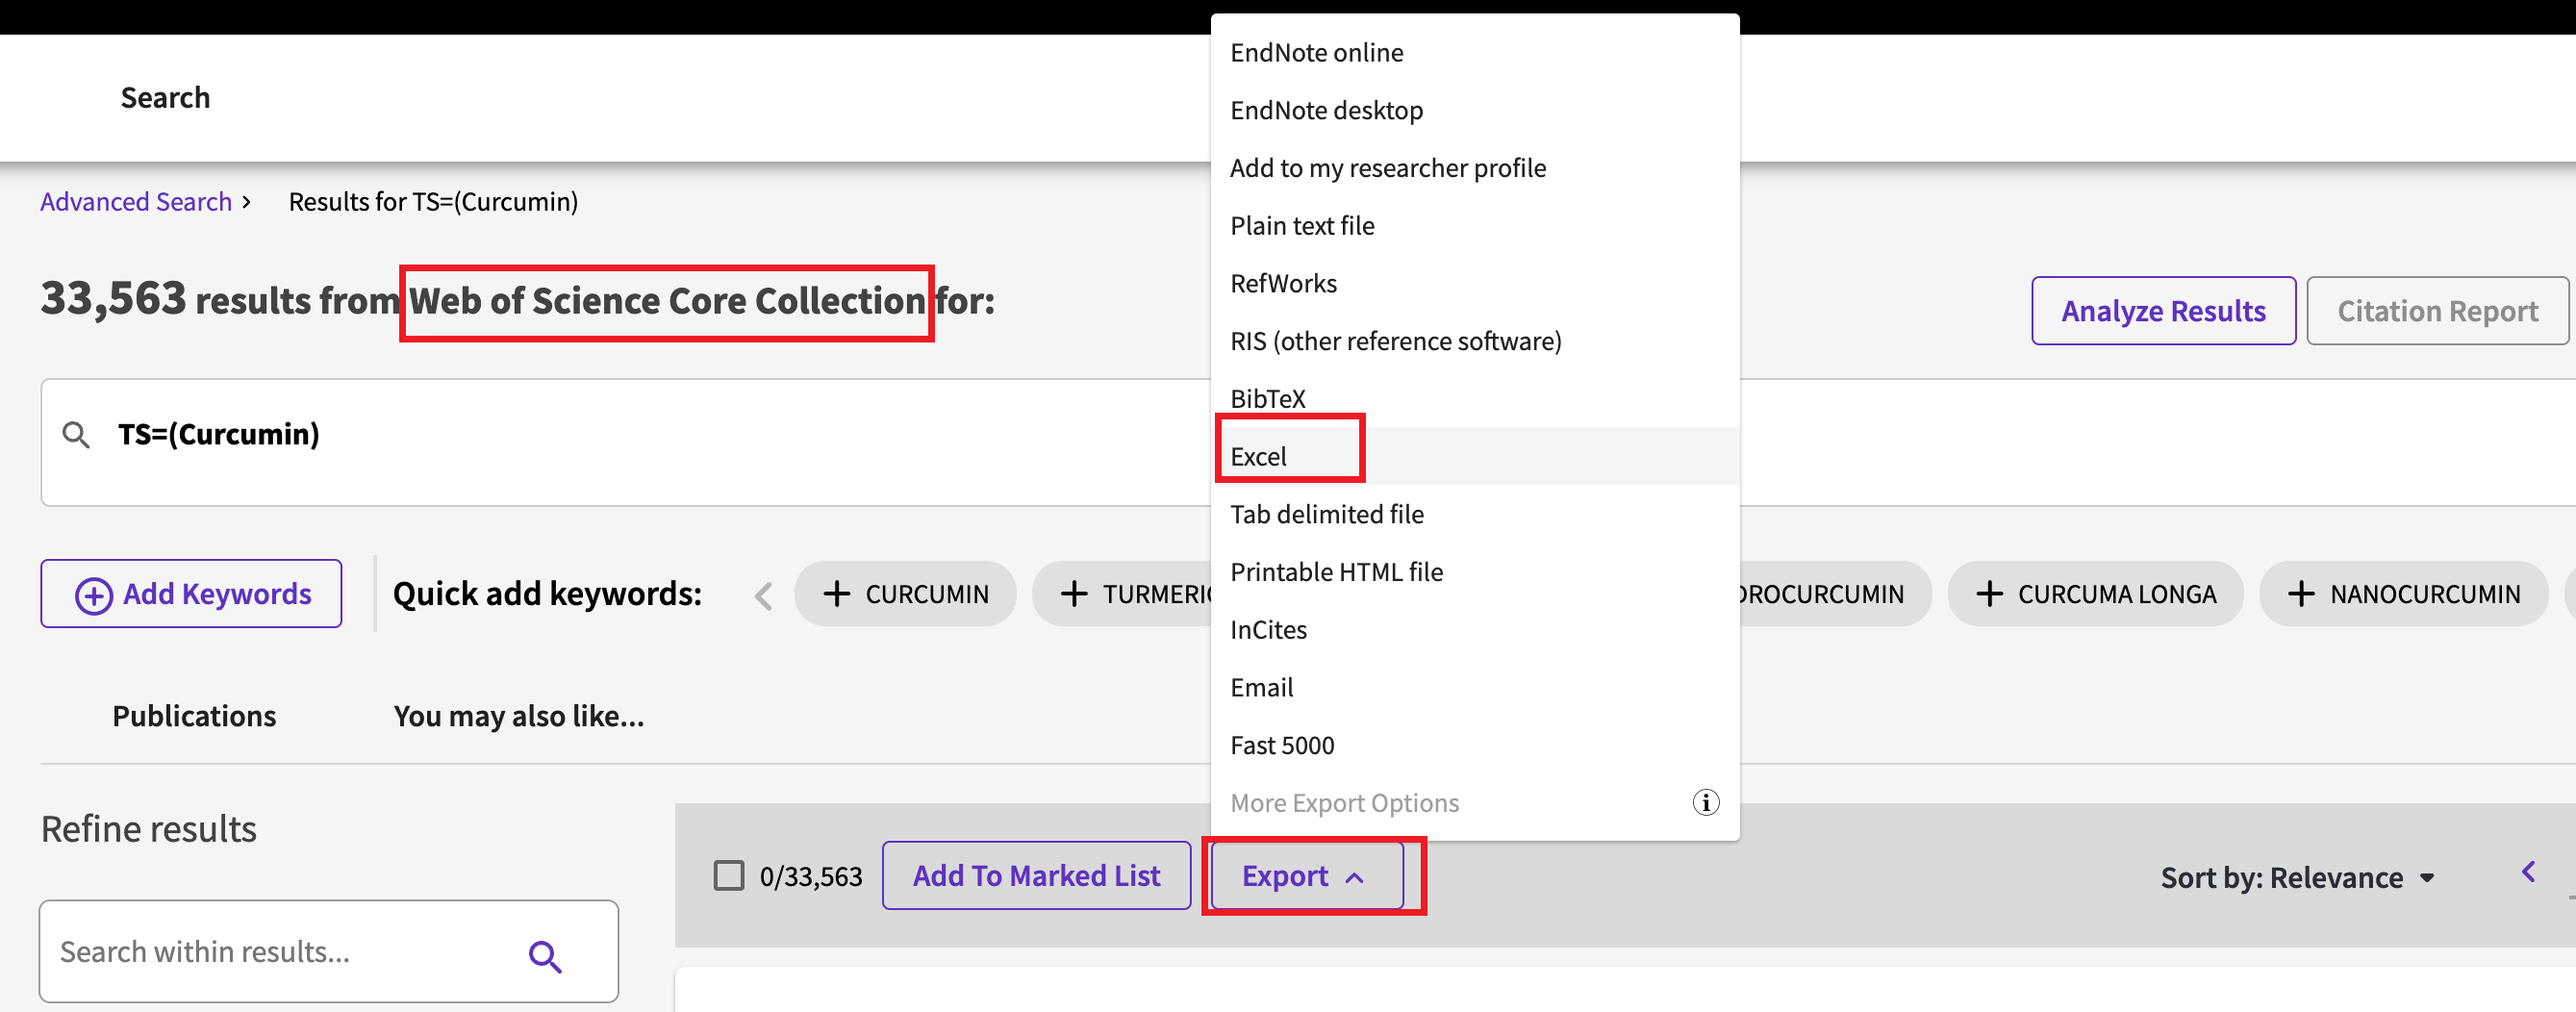 Search
Advanced Search › Results for TS=(Curcumin)
33,563 results from Web of Science Core Collection for:
Analyze Results
Citation Report
TS=(Curcumin)
Add Keywords
Quick add keywords:
+ CURCUMIN
+ TURMERIC
DROCURCUMIN
+ CURCUMA LONGA
+ NANOCURCUMIN
EndNote online
EndNote desktop
Add to my researcher profile
Plain text file
RefWorks
RIS (other reference software)
BibTeX
Excel
Tab delimited file
Printable HTML file
InCites
Email
Fast 5000
More Export Options
Publications
You may also like...
Refine results
Search within results...
0/33,563
Add To Marked List
Export
Sort by: Relevance